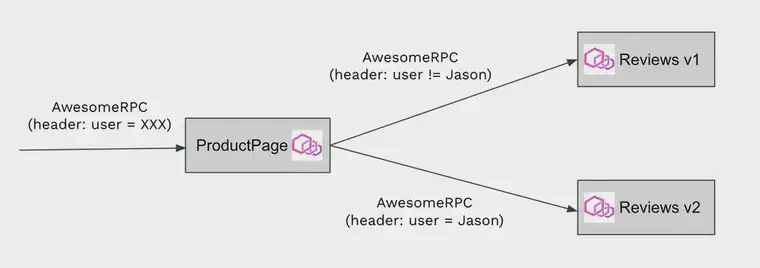 AwesomeRPC
(header: user = XXX)
ProductPage
AwesomeRPC
(header: user != Jason)
Reviews v1
AwesomeRPC
(header: user = Jason)
Reviews v2